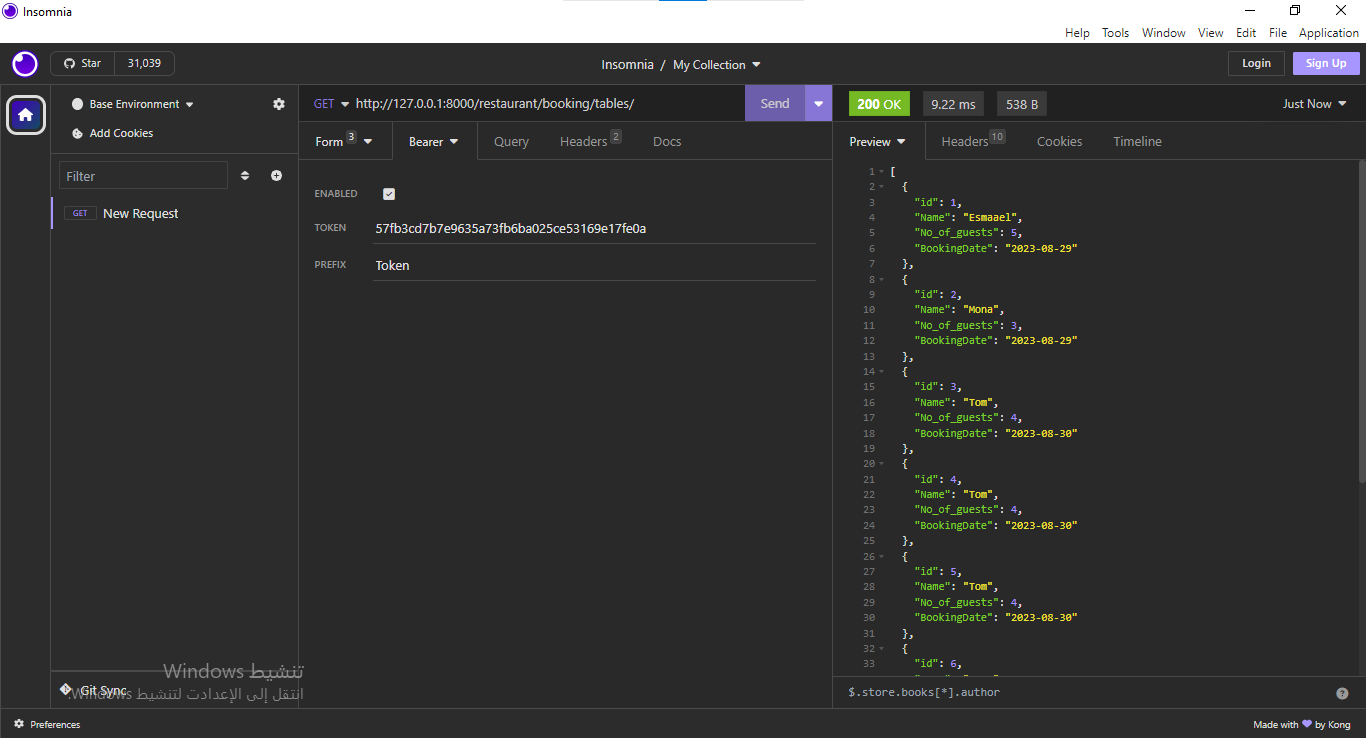 Insomnia
Help Tools Window View Edit File Application
Star 31,039
Insomnia / My Collection
Login Sign Up
Base Environment
Add Cookies
Filter
GET New Request
GET http://127.0.0.1:8000/restaurant/booking/tables/ Send
Form 3 Bearer Query Headers 2 Docs
ENABLED
TOKEN 57fb3cd7b7e9635a73fb6ba025ce53169e17fe0a
PREFIX Token
200 OK 9.22 ms 538 B Just Now
Preview Headers 10 Cookies Timeline
1 [
2 {
3 "id": 1,
4 "Name": "Esmaael",
5 "No_of_guests": 5,
6 "BookingDate": "2023-08-29"
7 },
8 {
9 "id": 2,
10 "Name": "Mona",
11 "No_of_guests": 3,
12 "BookingDate": "2023-08-29"
13 },
14 {
15 "id": 3,
16 "Name": "Tom",
17 "No_of_guests": 4,
18 "BookingDate": "2023-08-30"
19 },
20 {
21 "id": 4,
22 "Name": "Tom",
23 "No_of_guests": 4,
24 "BookingDate": "2023-08-30"
25 },
26 {
27 "id": 5,
28 "Name": "Tom",
29 "No_of_guests": 4,
30 "BookingDate": "2023-08-30"
31 },
32 {
33 "id": 6,
$.store.books[*].author
تنشيط Windows
انتقل إلى الإعدادت لتنشيط Windows.
Git Sync
Preferences
Made with by Kong